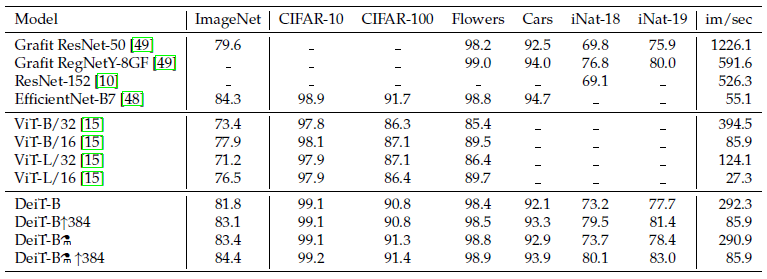 Model ImageNet CIFAR-10 CIFAR-100 Flowers Cars iNat-18 iNat-19 im/sec
Grafit ResNet-50 [49] 79.6 – – 98.2 92.5 69.8 75.9 1226.1
Grafit RegNetY-8GF [49] – – – 99.0 94.0 76.8 80.0 591.6
ResNet-152 [10] – – – – – 69.1 – 526.3
EfficientNet-B7 [48] 84.3 98.9 91.7 98.8 94.7 – – 55.1
ViT-B/32 [15] 73.4 97.8 86.3 85.4 – – – 394.5
ViT-B/16 [15] 77.9 98.1 87.1 89.5 – – – 85.9
ViT-L/32 [15] 71.2 97.9 87.1 86.4 – – – 124.1
ViT-L/16 [15] 76.5 97.9 86.4 89.7 – – – 27.3
DeiT-B 81.8 99.1 90.8 98.4 92.1 73.2 77.7 292.3
DeiT-B↑384 83.1 99.1 90.8 98.5 93.3 79.5 81.4 85.9
DeiT-B⚗ 83.4 99.1 91.3 98.8 92.9 73.7 78.4 290.9
DeiT-B⚗↑384 84.4 99.2 91.4 98.9 93.9 80.1 83.0 85.9